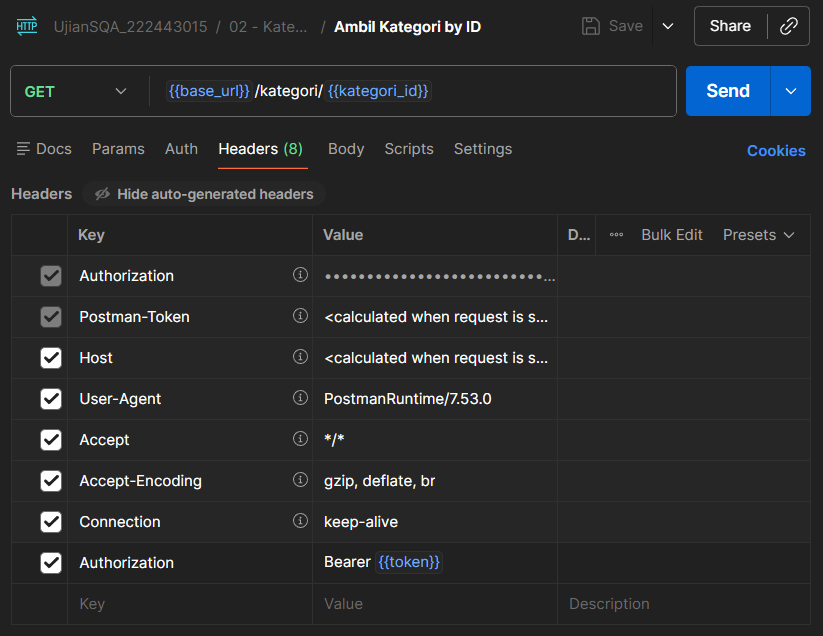 HTTP UjianSQA_222443015 / 02 - Kate... / Ambil Kategori by ID Save Share
GET {{base_url}} /kategori/ {{kategori_id}} Send
Docs Params Auth Headers (8) Body Scripts Settings Cookies
Headers Hide auto-generated headers
Key Value D... Bulk Edit Presets
Authorization ••••••••••••••••••••••••••...
Postman-Token <calculated when request is s...
Host <calculated when request is s...
User-Agent PostmanRuntime/7.53.0
Accept */*
Accept-Encoding gzip, deflate, br
Connection keep-alive
Authorization Bearer {{token}}
Key Value Description